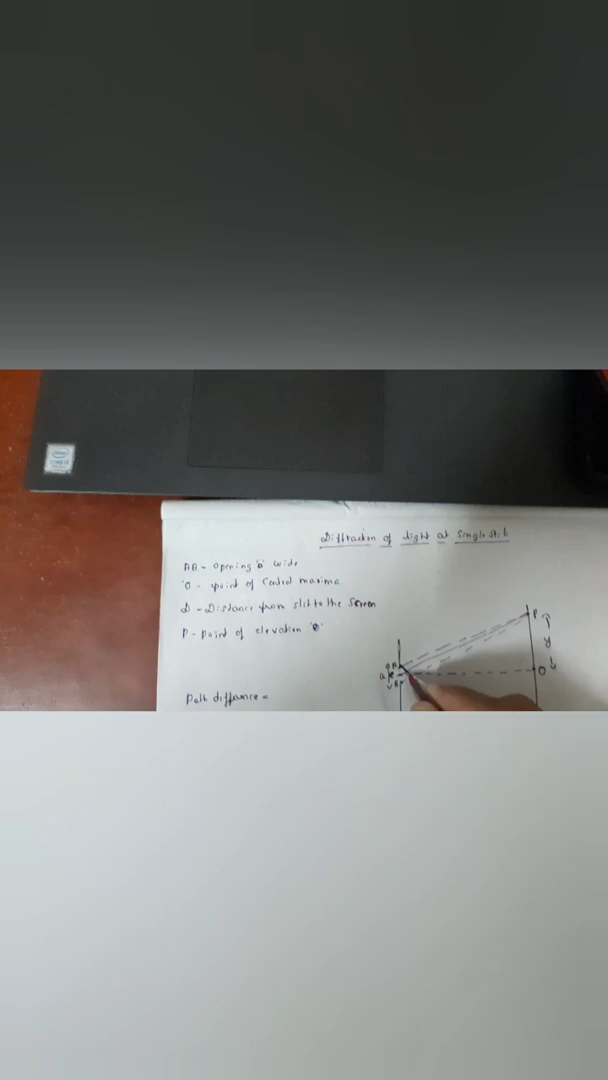 Diffraction of light at Single slit
AB - Opening 'a' wide
'O - point of Central maxima
D - Distance from slit to the Screen
P - point of elevation 'θ'
P
y
A
a
B
O
Path diffarance =